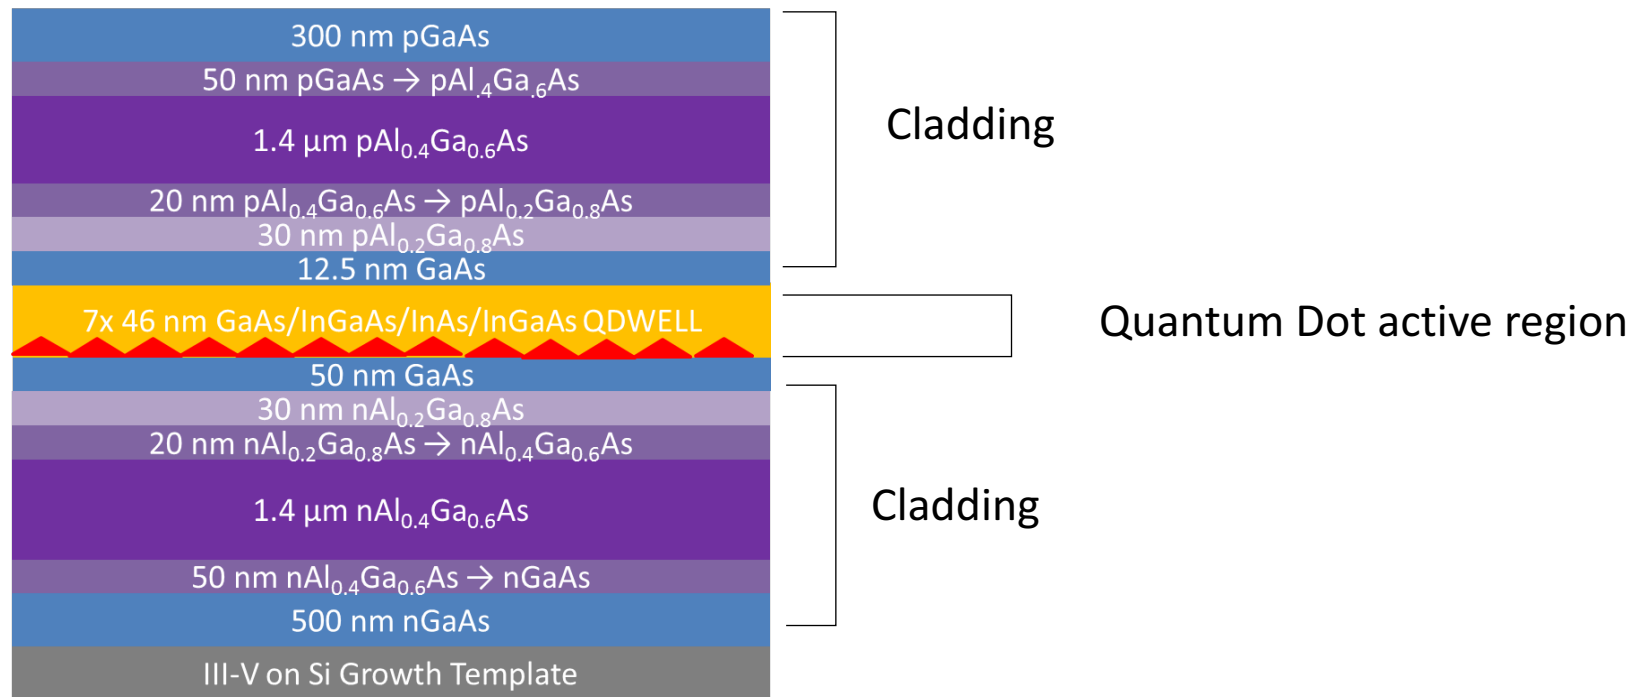 300 nm pGaAs
50 nm pGaAs → pAl.4Ga.6As
1.4 µm pAl0.4Ga0.6As
20 nm pAl0.4Ga0.6As → pAl0.2Ga0.8As
30 nm pAl0.2Ga0.8As
12.5 nm GaAs
Cladding
7x 46 nm GaAs/InGaAs/InAs/InGaAs QDWELL
Quantum Dot active region
50 nm GaAs
30 nm nAl0.2Ga0.8As
20 nm nAl0.2Ga0.8As → nAl0.4Ga0.6As
1.4 µm nAl0.4Ga0.6As
50 nm nAl0.4Ga0.6As → nGaAs
500 nm nGaAs
Cladding
III-V on Si Growth Template